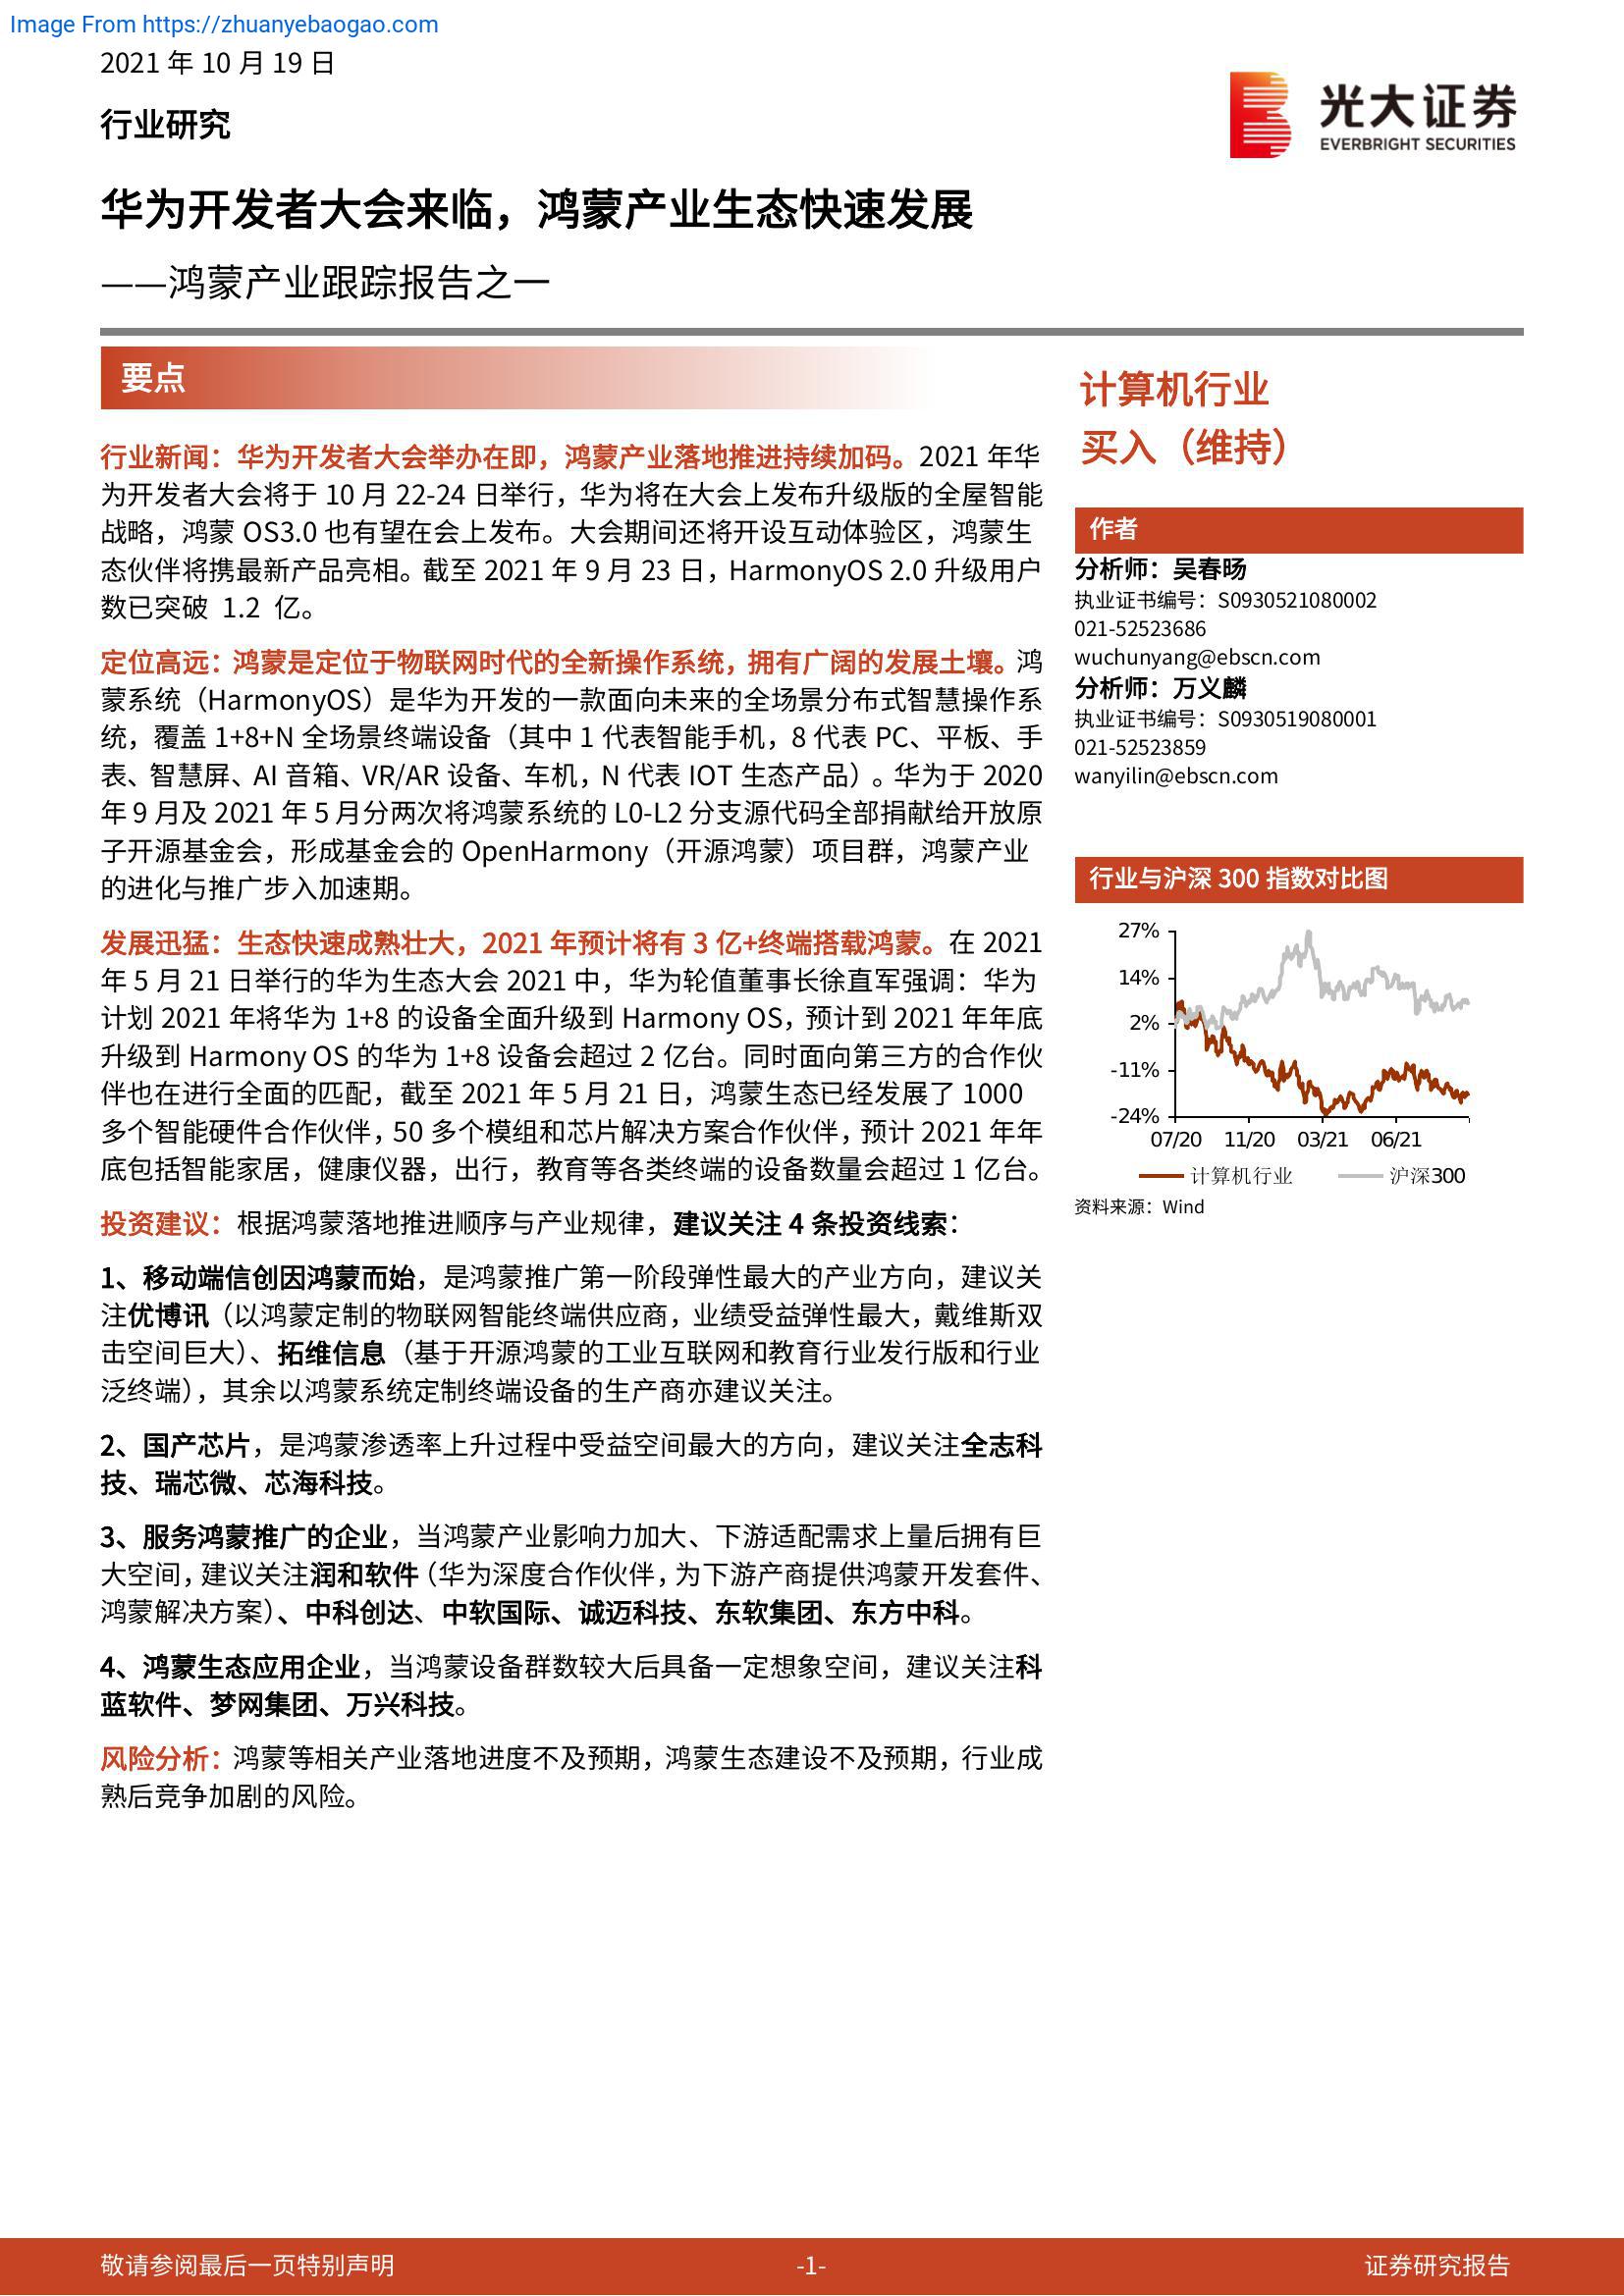 Image From https://zhuanyebaogao.com
2021 年 10 月 19 日
行业研究
光大证券
EVERBRIGHT SECURITIES
华为开发者大会来临，鸿蒙产业生态快速发展
——鸿蒙产业跟踪报告之一
要点
行业新闻：华为开发者大会举办在即，鸿蒙产业落地推进持续加码。2021 年华
为开发者大会将于 10 月 22-24 日举行，华为将在大会上发布升级版的全屋智能
战略，鸿蒙 OS3.0 也有望在会上发布。大会期间还将开设互动体验区，鸿蒙生
态伙伴将携最新产品亮相。截至 2021 年 9 月 23 日，HarmonyOS 2.0 升级用户
数已突破 1.2 亿。
定位高远：鸿蒙是定位于物联网时代的全新操作系统，拥有广阔的发展土壤。鸿
蒙系统（HarmonyOS）是华为开发的一款面向未来的全场景分布式智慧操作系
统，覆盖 1+8+N 全场景终端设备（其中 1 代表智能手机，8 代表 PC、平板、手
表、智慧屏、AI 音箱、VR/AR 设备、车机，N 代表 IOT 生态产品）。华为于 2020
年 9 月及 2021 年 5 月分两次将鸿蒙系统的 L0-L2 分支源代码全部捐献给开放原
子开源基金会，形成基金会的 OpenHarmony（开源鸿蒙）项目群，鸿蒙产业
的进化与推广步入加速期。
发展迅猛：生态快速成熟壮大，2021 年预计将有 3 亿+终端搭载鸿蒙。在 2021
年 5 月 21 日举行的华为生态大会 2021 中，华为轮值董事长徐直军强调：华为
计划 2021 年将华为 1+8 的设备全面升级到 Harmony OS，预计到 2021 年年底
升级到 Harmony OS 的华为 1+8 设备会超过 2 亿台。同时面向第三方的合作伙
伴也在进行全面的匹配，截至 2021 年 5 月 21 日，鸿蒙生态已经发展了 1000
多个智能硬件合作伙伴，50 多个模组和芯片解决方案合作伙伴，预计 2021 年年
底包括智能家居，健康仪器，出行，教育等各类终端的设备数量会超过 1 亿台。
投资建议：根据鸿蒙落地推进顺序与产业规律，建议关注 4 条投资线索：
1、移动端信创因鸿蒙而始，是鸿蒙推广第一阶段弹性最大的产业方向，建议关
注优博讯（以鸿蒙定制的物联网智能终端供应商，业绩受益弹性最大，戴维斯双
击空间巨大）、拓维信息（基于开源鸿蒙的工业互联网和教育行业发行版和行业
泛终端），其余以鸿蒙系统定制终端设备的生产商亦建议关注。
2、国产芯片，是鸿蒙渗透率上升过程中受益空间最大的方向，建议关注全志科
技、瑞芯微、芯海科技。
3、服务鸿蒙推广的企业，当鸿蒙产业影响力加大、下游适配需求上量后拥有巨
大空间，建议关注润和软件（华为深度合作伙伴，为下游产商提供鸿蒙开发套件、
鸿蒙解决方案）、中科创达、中软国际、诚迈科技、东软集团、东方中科。
4、鸿蒙生态应用企业，当鸿蒙设备群数较大后具备一定想象空间，建议关注科
蓝软件、梦网集团、万兴科技。
风险分析：鸿蒙等相关产业落地进度不及预期，鸿蒙生态建设不及预期，行业成
熟后竞争加剧的风险。
计算机行业
买入（维持）
作者
分析师：吴春旸
执业证书编号：S0930521080002
021-52523686
wuchunyang@ebscn.com
分析师：万义麟
执业证书编号：S0930519080001
021-52523859
wanyilin@ebscn.com
行业与沪深 300 指数对比图
27%
14%
2%
-11%
-24%
07/20 11/20 03/21 06/21
计算机行业 沪深300
资料来源：Wind
敬请参阅最后一页特别声明 -1- 证券研究报告